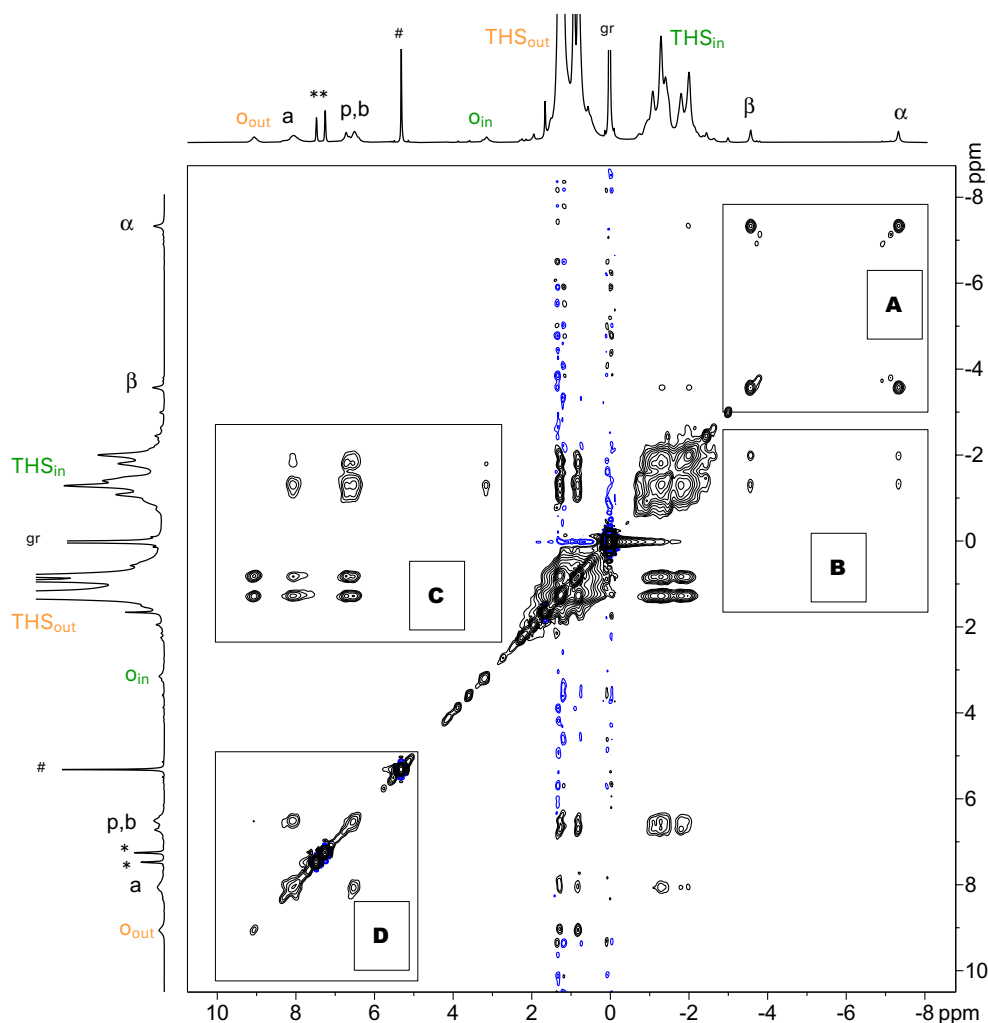 # THS_out gr THS_in
o_out a ** p,b o_in β α
ppm
α -8
-6
A
β -4
THS_in -2
gr 0
B
C
THS_out 2
o_in 4
#
p,b 6
*
*
a 8
o_out D
10
10 8 6 4 2 0 -2 -4 -6 -8 ppm